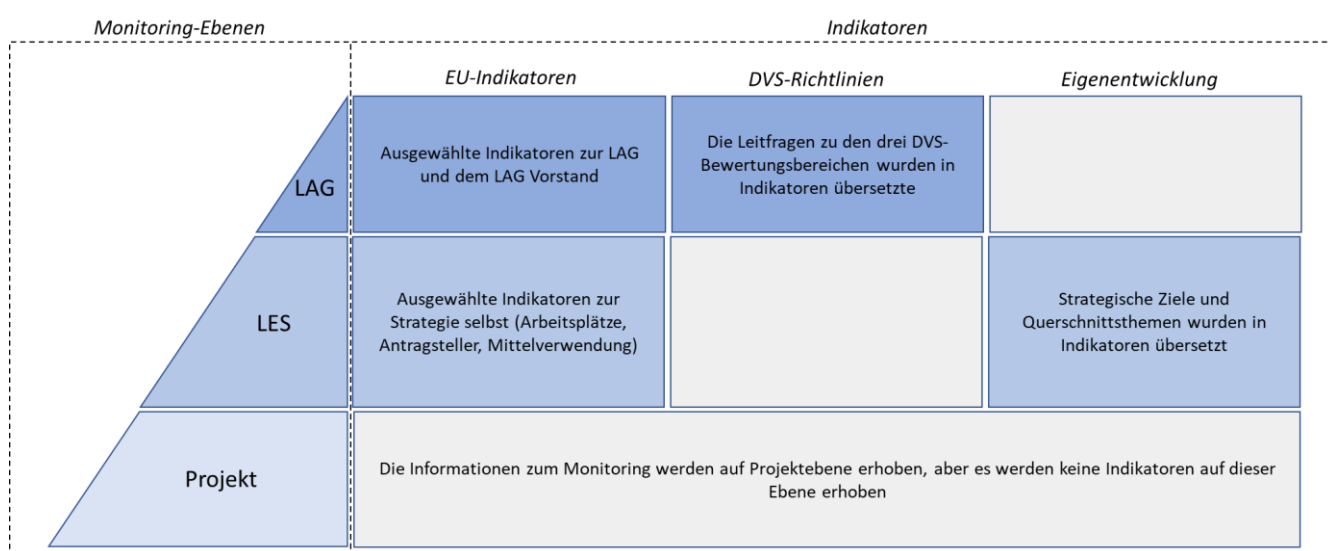 Monitoring-Ebenen
Indikatoren
EU-Indikatoren
DVS-Richtlinien
Eigenentwicklung
LAG
Ausgewählte Indikatoren zur LAG
und dem LAG Vorstand
Die Leitfragen zu den drei DVS-
Bewertungsbereichen wurden in
Indikatoren übersetzte
LES
Ausgewählte Indikatoren zur
Strategie selbst (Arbeitsplätze,
Antragsteller, Mittelverwendung)
Strategische Ziele und
Querschnittsthemen wurden in
Indikatoren übersetzt
Projekt
Die Informationen zum Monitoring werden auf Projektebene erhoben, aber es werden keine Indikatoren auf dieser
Ebene erhoben